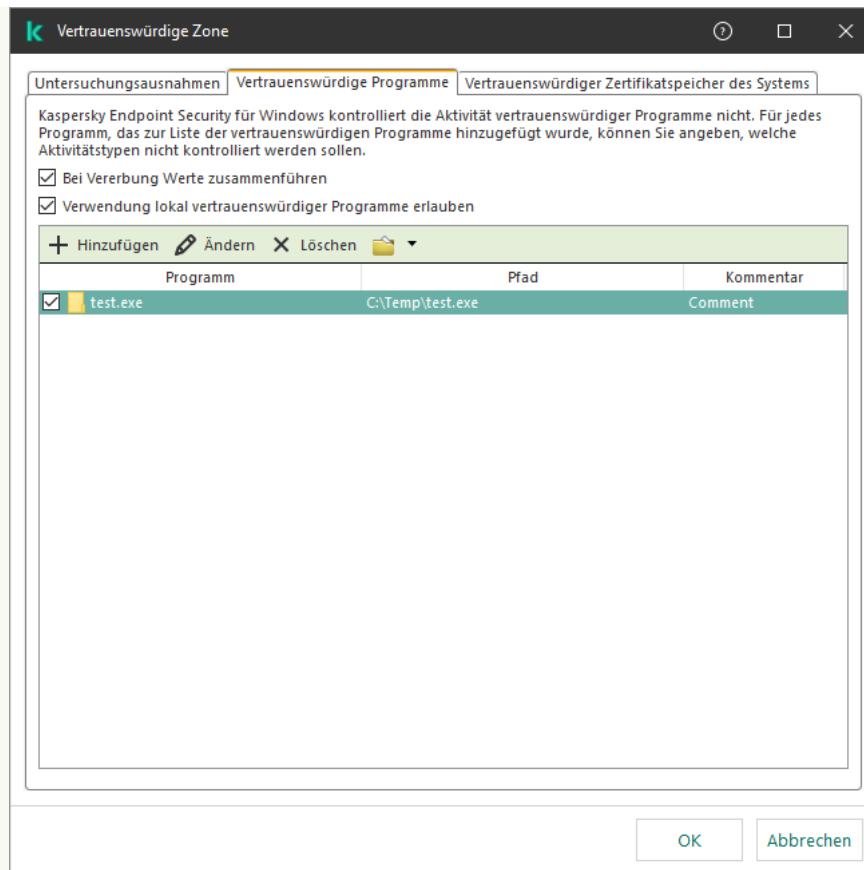 Vertrauenswürdige Zone
Untersuchungsausnahmen Vertrauenswürdige Programme Vertrauenswürdiger Zertifikatspeicher des Systems
Kaspersky Endpoint Security für Windows kontrolliert die Aktivität vertrauenswürdiger Programme nicht. Für jedes
Programm, das zur Liste der vertrauenswürdigen Programme hinzugefügt wurde, können Sie angeben, welche
Aktivitätstypen nicht kontrolliert werden sollen.
Bei Vererbung Werte zusammenführen
Verwendung lokal vertrauenswürdiger Programme erlauben
Hinzufügen Ändern Löschen
Programm Pfad Kommentar
test.exe C:\Temp\test.exe Comment
OK Abbrechen